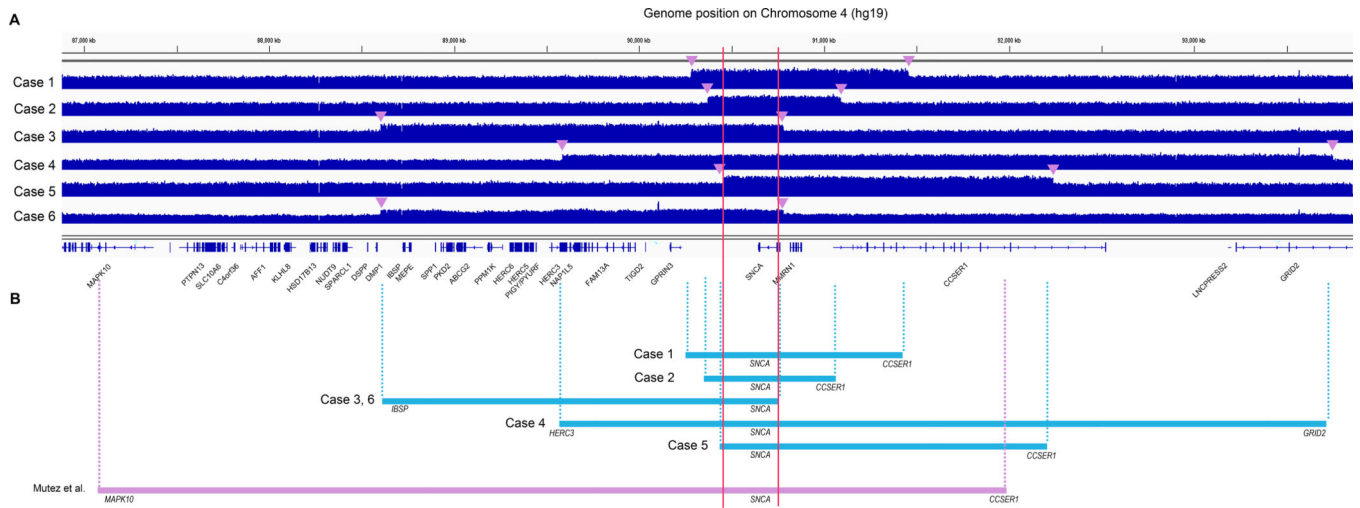 Genome position on Chromosome 4 (hg19)
A
87,000 kb 88,000 kb 89,000 kb 90,000 kb 91,000 kb 92,000 kb 93,000 kb
Case 1
Case 2
Case 3
Case 4
Case 5
Case 6
MAPK10 PTPN13 SLC10A6 C4orf36 AFF1 KLHL8 HSD17B13 NUDT9 SPARCL1 DSPP DMP1 IBSP MEPE SPP1 PKD2 ABCG2 PPM1K HERC6 HERC5 PIGY/PYURF HERC3 NAP1L5 FAM13A TIGD2 GPRIN3 SNCA MMRN1 CCSER1 LNCPRESS2 GRID2
B
Case 1
SNCA CCSER1
Case 2
SNCA CCSER1
Case 3, 6
IBSP SNCA
Case 4
HERC3 SNCA GRID2
Case 5
SNCA CCSER1
Mutez et al.
MAPK10 SNCA CCSER1